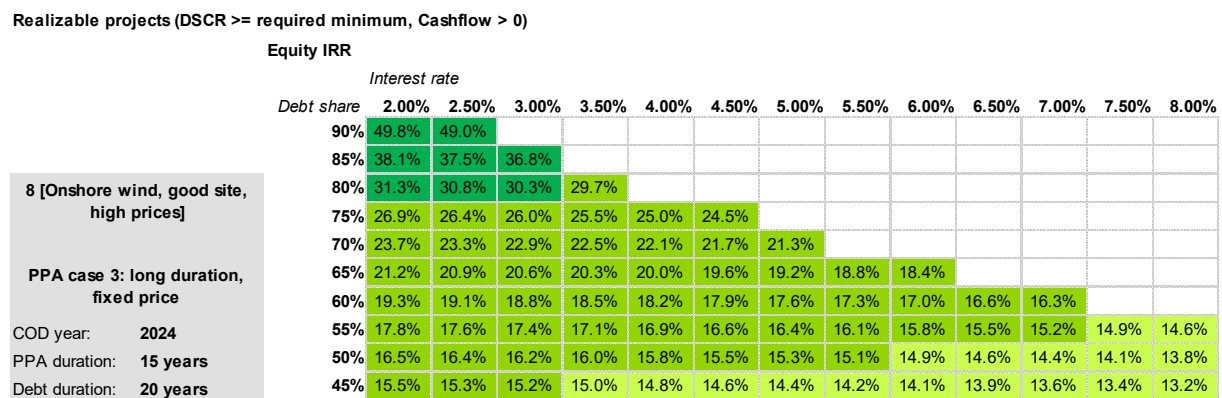 Realizable projects (DSCR >= required minimum, Cashflow > 0)
Equity IRR
Interest rate
Debt share 2.00% 2.50% 3.00% 3.50% 4.00% 4.50% 5.00% 5.50% 6.00% 6.50% 7.00% 7.50% 8.00%
90% 49.8% 49.0%
85% 38.1% 37.5% 36.8%
80% 31.3% 30.8% 30.3% 29.7%
75% 26.9% 26.4% 26.0% 25.5% 25.0% 24.5%
70% 23.7% 23.3% 22.9% 22.5% 22.1% 21.7% 21.3%
65% 21.2% 20.9% 20.6% 20.3% 20.0% 19.6% 19.2% 18.8% 18.4%
60% 19.3% 19.1% 18.8% 18.5% 18.2% 17.9% 17.6% 17.3% 17.0% 16.6% 16.3%
55% 17.8% 17.6% 17.4% 17.1% 16.9% 16.6% 16.4% 16.1% 15.8% 15.5% 15.2% 14.9% 14.6%
50% 16.5% 16.4% 16.2% 16.0% 15.8% 15.5% 15.3% 15.1% 14.9% 14.6% 14.4% 14.1% 13.8%
45% 15.5% 15.3% 15.2% 15.0% 14.8% 14.6% 14.4% 14.2% 14.1% 13.9% 13.6% 13.4% 13.2%
8 [Onshore wind, good site,
high prices]
PPA case 3: long duration,
fixed price
COD year: 2024
PPA duration: 15 years
Debt duration: 20 years